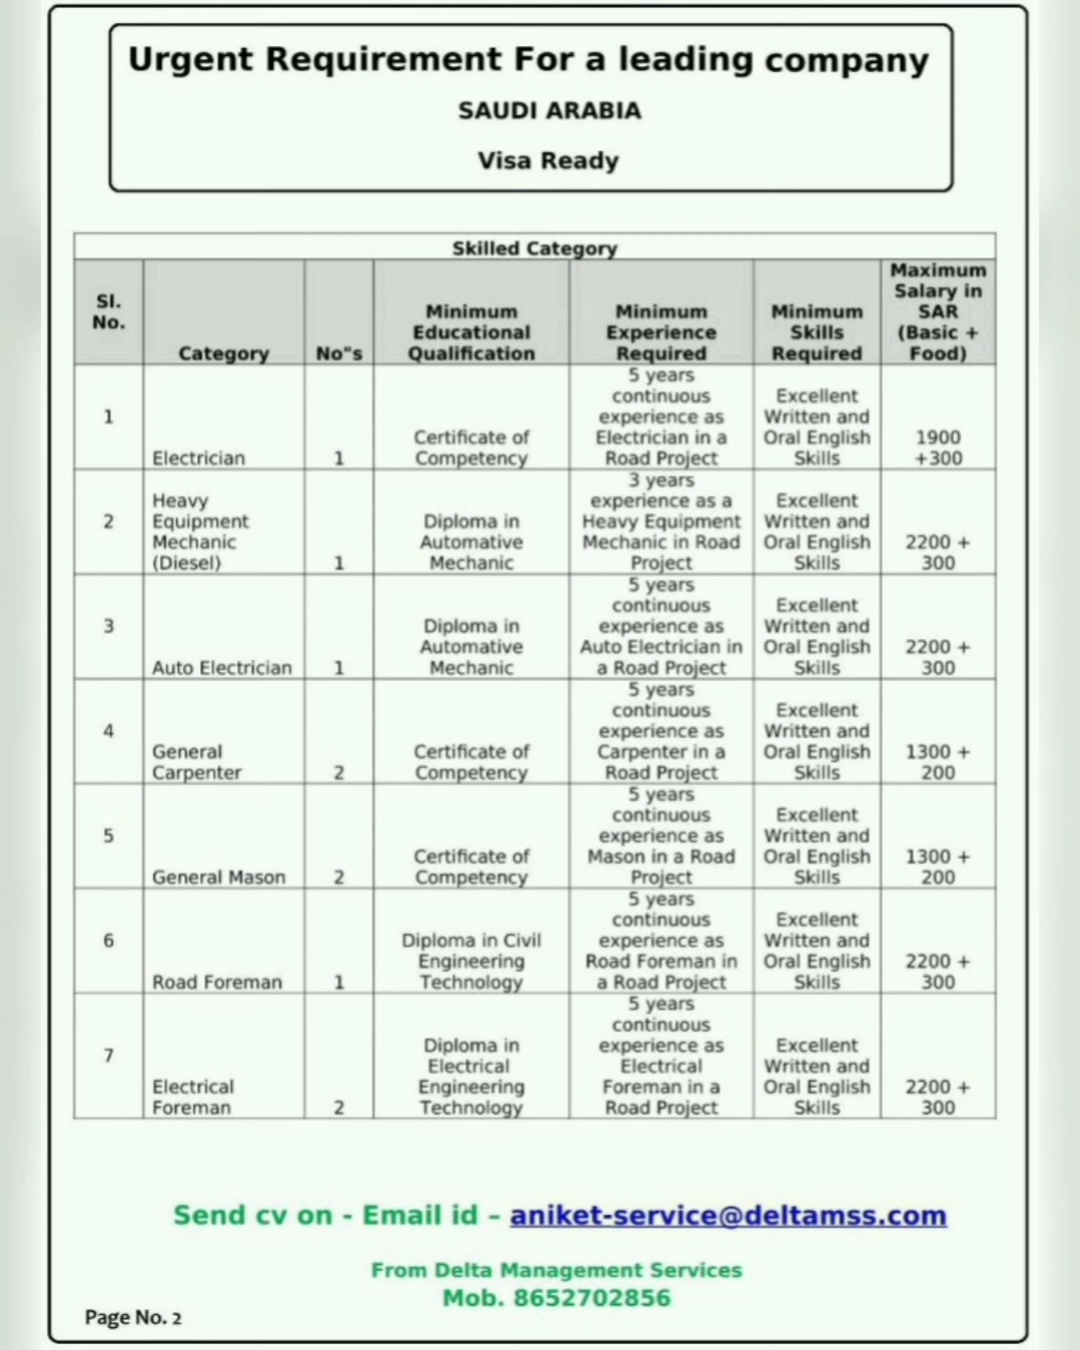 Urgent Requirement For a leading company
SAUDI ARABIA
Visa Ready
Skilled Category
Sl. No. | Category | No"s | Minimum Educational Qualification | Minimum Experience Required | Minimum Skills Required | Maximum Salary in SAR (Basic + Food)
1 | Electrician | 1 | Certificate of Competency | 5 years continuous experience as Electrician in a Road Project | Excellent Written and Oral English Skills | 1900 +300
2 | Heavy Equipment Mechanic (Diesel) | 1 | Diploma in Automative Mechanic | 3 years experience as a Heavy Equipment Mechanic in Road Project | Excellent Written and Oral English Skills | 2200 + 300
3 | Auto Electrician | 1 | Diploma in Automative Mechanic | 5 years continuous experience as Auto Electrician in a Road Project | Excellent Written and Oral English Skills | 2200 + 300
4 | General Carpenter | 2 | Certificate of Competency | 5 years continuous experience as Carpenter in a Road Project | Excellent Written and Oral English Skills | 1300 + 200
5 | General Mason | 2 | Certificate of Competency | 5 years continuous experience as Mason in a Road Project | Excellent Written and Oral English Skills | 1300 + 200
6 | Road Foreman | 1 | Diploma in Civil Engineering Technology | 5 years continuous experience as Road Foreman in a Road Project | Excellent Written and Oral English Skills | 2200 + 300
7 | Electrical Foreman | 2 | Diploma in Electrical Engineering Technology | 5 years continuous experience as Electrical Foreman in a Road Project | Excellent Written and Oral English Skills | 2200 + 300
Send cv on - Email id – aniket-service@deltamss.com
From Delta Management Services
Mob. 8652702856
Page No. 2